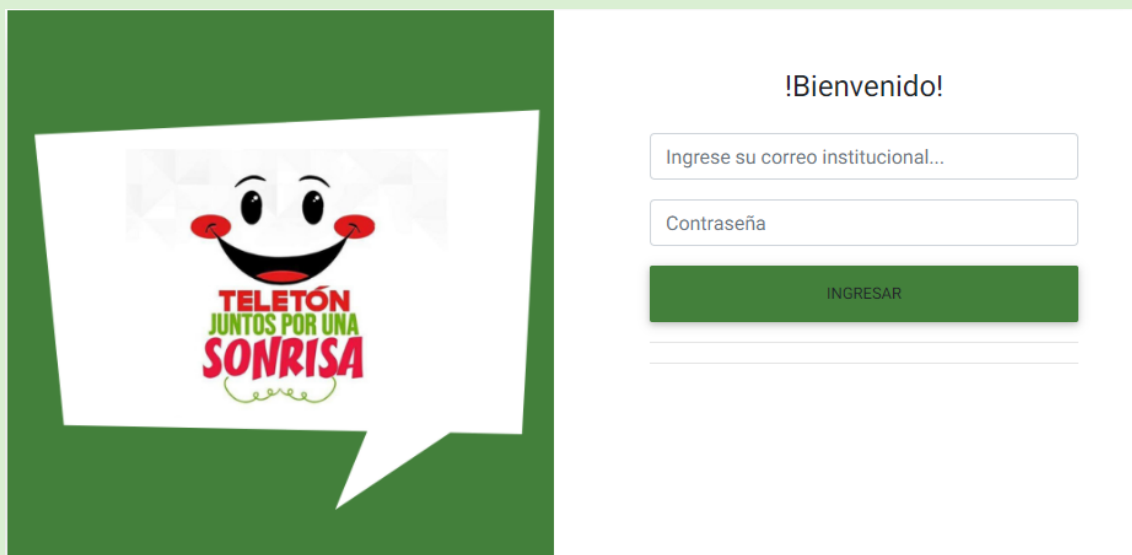 TELETÓN
JUNTOS POR UNA
SONRISA
!Bienvenido!
Ingrese su correo institucional...
Contraseña
INGRESAR